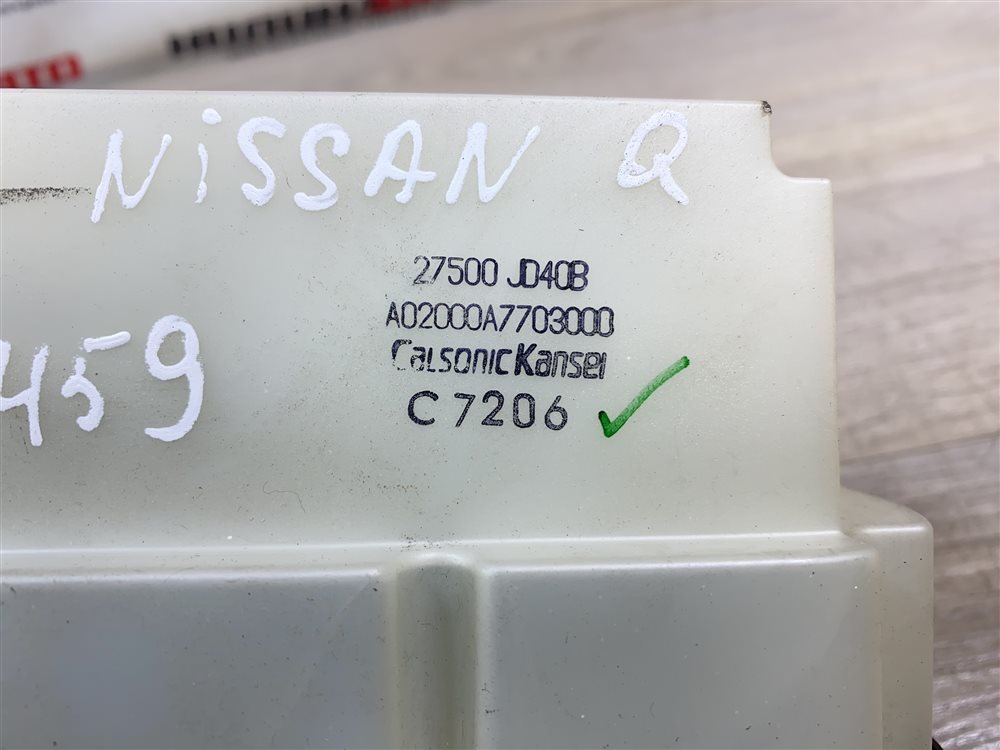 NiSSAN Q
27500 JD40B
A02000A7703000
CalsonicKansei
C 7206
459